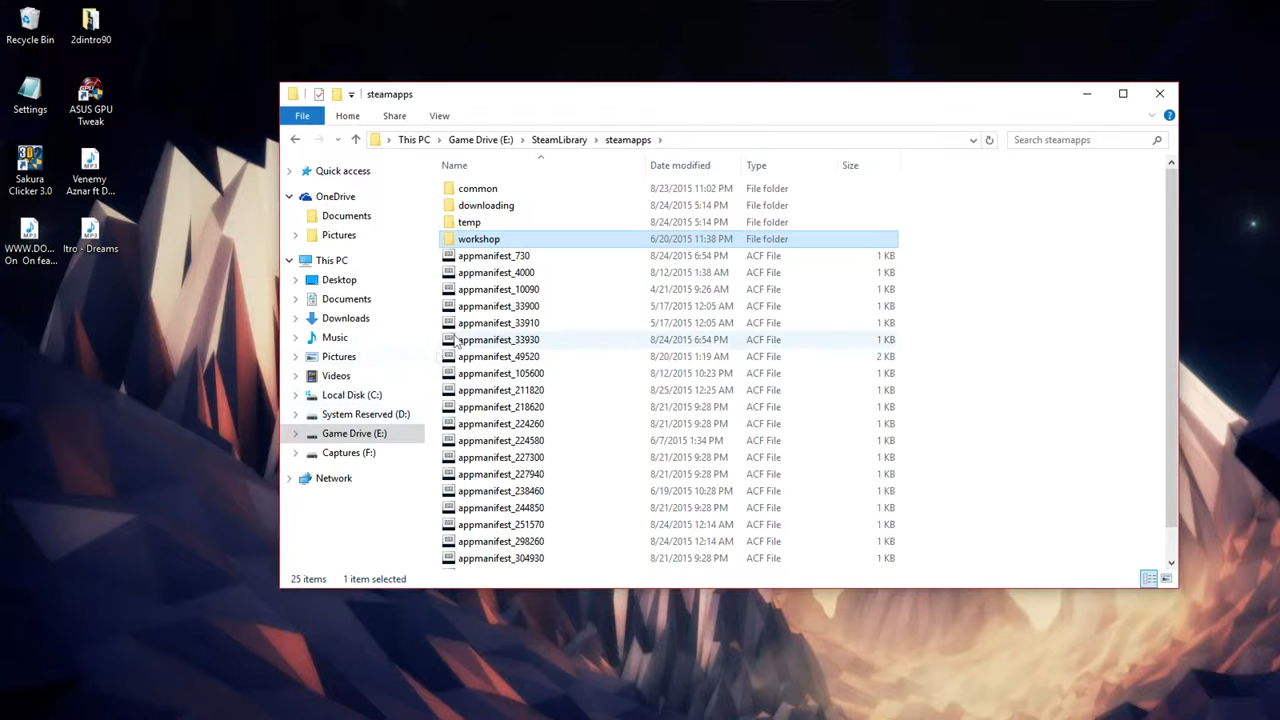 Recycle Bin
2dintro90
Settings
ASUS GPU
Tweak
Sakura
Clicker 3.0
Venemy
Aznar ft D...
WWW.DO...
On On fea...
Itro - Dreams
steamapps
File
Home
Share
View
This PC
Game Drive (E:)
SteamLibrary
steamapps
Search steamapps
Quick access
OneDrive
Documents
Pictures
This PC
Desktop
Documents
Downloads
Music
Pictures
Videos
Local Disk (C:)
System Reserved (D:)
Game Drive (E:)
Captures (F:)
Network
Name Date modified Type Size
common 8/23/2015 11:02 PM File folder
downloading 8/24/2015 5:14 PM File folder
temp 8/24/2015 5:14 PM File folder
workshop 6/20/2015 11:38 PM File folder
appmanifest_730 8/24/2015 6:54 PM ACF File 1 KB
appmanifest_4000 8/12/2015 1:38 AM ACF File 1 KB
appmanifest_10090 4/21/2015 9:26 AM ACF File 1 KB
appmanifest_33900 5/17/2015 12:05 AM ACF File 1 KB
appmanifest_33910 5/17/2015 12:05 AM ACF File 1 KB
appmanifest_33930 8/24/2015 6:54 PM ACF File 1 KB
appmanifest_49520 8/20/2015 1:19 AM ACF File 2 KB
appmanifest_105600 8/12/2015 10:23 PM ACF File 1 KB
appmanifest_211820 8/25/2015 12:25 AM ACF File 1 KB
appmanifest_218620 8/21/2015 9:28 PM ACF File 1 KB
appmanifest_224260 8/21/2015 9:28 PM ACF File 1 KB
appmanifest_224580 6/7/2015 1:34 PM ACF File 1 KB
appmanifest_227300 8/21/2015 9:28 PM ACF File 1 KB
appmanifest_227940 8/21/2015 9:28 PM ACF File 1 KB
appmanifest_238460 6/19/2015 10:28 PM ACF File 1 KB
appmanifest_244850 8/21/2015 9:28 PM ACF File 1 KB
appmanifest_251570 8/24/2015 12:14 AM ACF File 1 KB
appmanifest_298260 8/24/2015 12:14 AM ACF File 1 KB
appmanifest_304930 8/21/2015 9:28 PM ACF File 1 KB
25 items 1 item selected